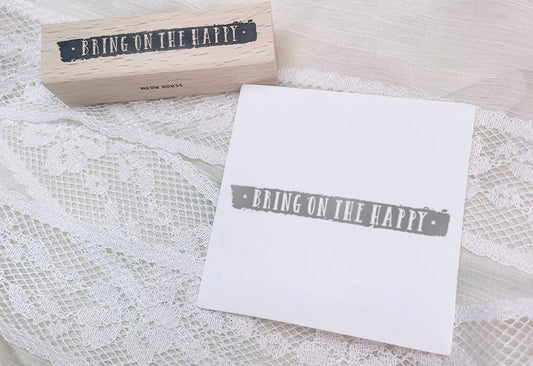 · BRING ON THE HAPPY ·
MEOW HOUSE
· BRING ON THE HAPPY ·